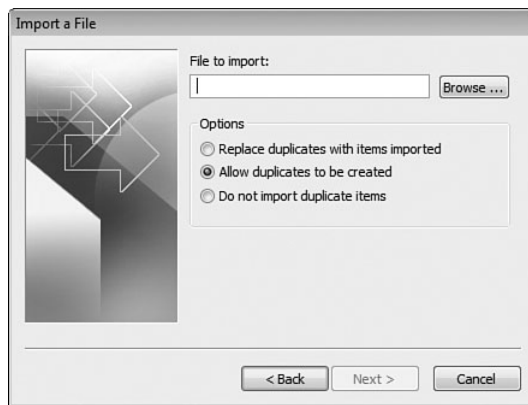 Import a File
File to import:
Browse ...
Options
Replace duplicates with items imported
Allow duplicates to be created
Do not import duplicate items
< Back
Next >
Cancel